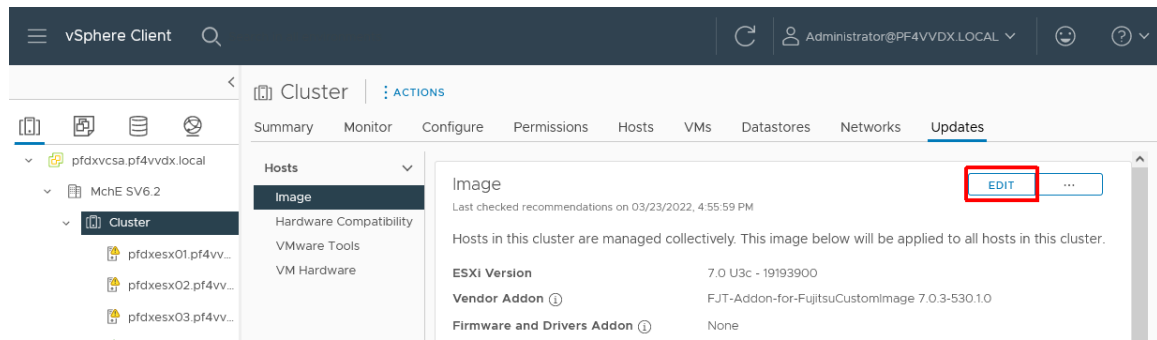 vSphere Client
Administrator@PF4VVDX.LOCAL
Cluster
ACTIONS
Summary Monitor Configure Permissions Hosts VMs Datastores Networks Updates
pfdxvcsa.pf4vvdx.local
MchE SV6.2
Cluster
pfdxesx01.pf4vv...
pfdxesx02.pf4vv...
pfdxesx03.pf4vv...
Hosts
Image
Hardware Compatibility
VMware Tools
VM Hardware
Image
EDIT ...
Last checked recommendations on 03/23/2022, 4:55:59 PM
Hosts in this cluster are managed collectively. This image below will be applied to all hosts in this cluster.
ESXi Version 7.0 U3c - 19193900
Vendor Addon FJT-Addon-for-FujitsuCustomImage 7.0.3-530.1.0
Firmware and Drivers Addon None